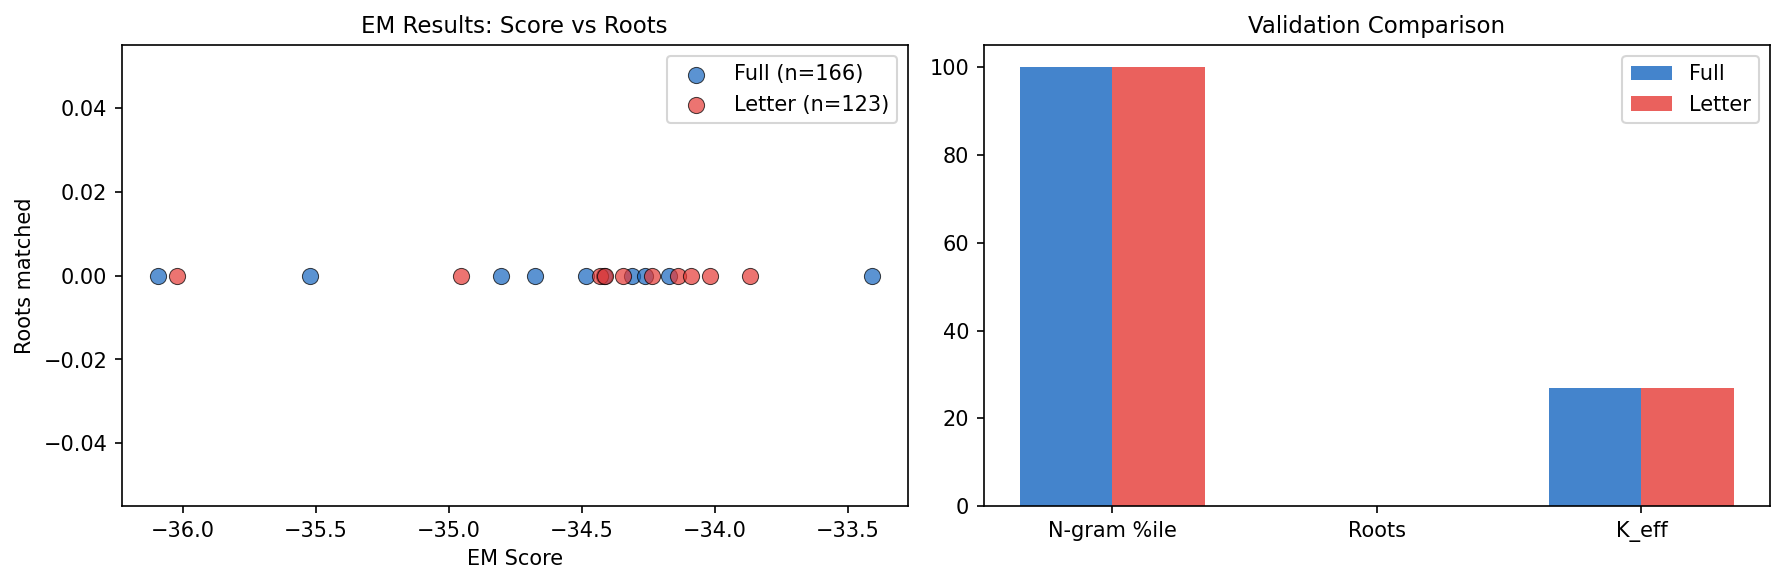 EM Results: Score vs Roots
Full (n=166)
Letter (n=123)
Roots matched
0.04
0.02
0.00
−0.02
−0.04
−36.0
−35.5
−35.0
−34.5
−34.0
−33.5
EM Score
Validation Comparison
Full
Letter
100
80
60
40
20
0
N-gram %ile
Roots
K_eff